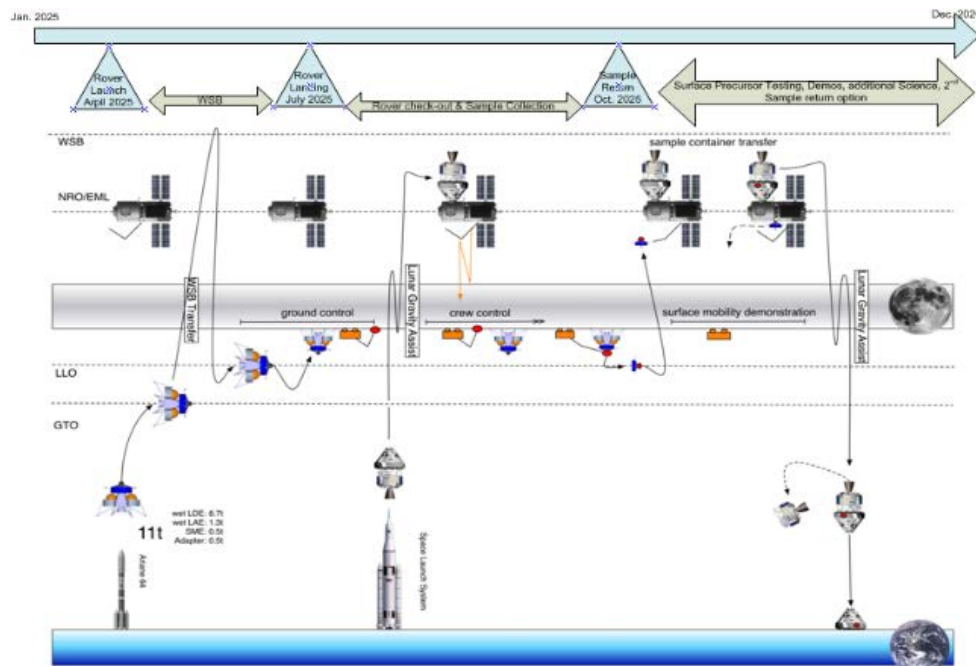 Jan. 2025
Dec. 202
Rover
Launch
Arpil 2025
WSB
Rover
Landing
July 2025
Rover check-out & Sample Collection
Sample
Return
Oct. 2025
Surface Precursor Testing, Demos, additional Science, 2nd
Sample return option
WSB
sample container transfer
NRO/EML
WSB Transfer
ground control
Lunar Gravity Assist
crew control
surface mobility demonstration
Lunar Gravity Assist
LLO
GTO
11t
wet LDE: 8.7t
wet LAE: 1.3t
SME: 0.5t
Adapter: 0.5t
Ariane 64
Space Launch System